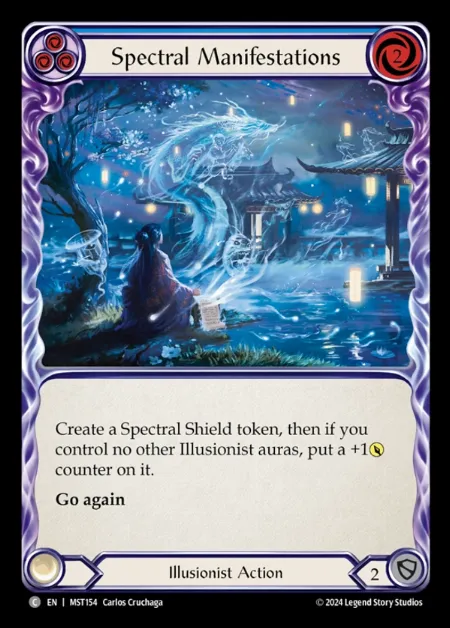 Spectral Manifestations
2
Create a Spectral Shield token, then if you
control no other Illusionist auras, put a +1
counter on it.
Go again
Illusionist Action
2
C EN | MST154 Carlos Cruchaga
© 2024 Legend Story Studios